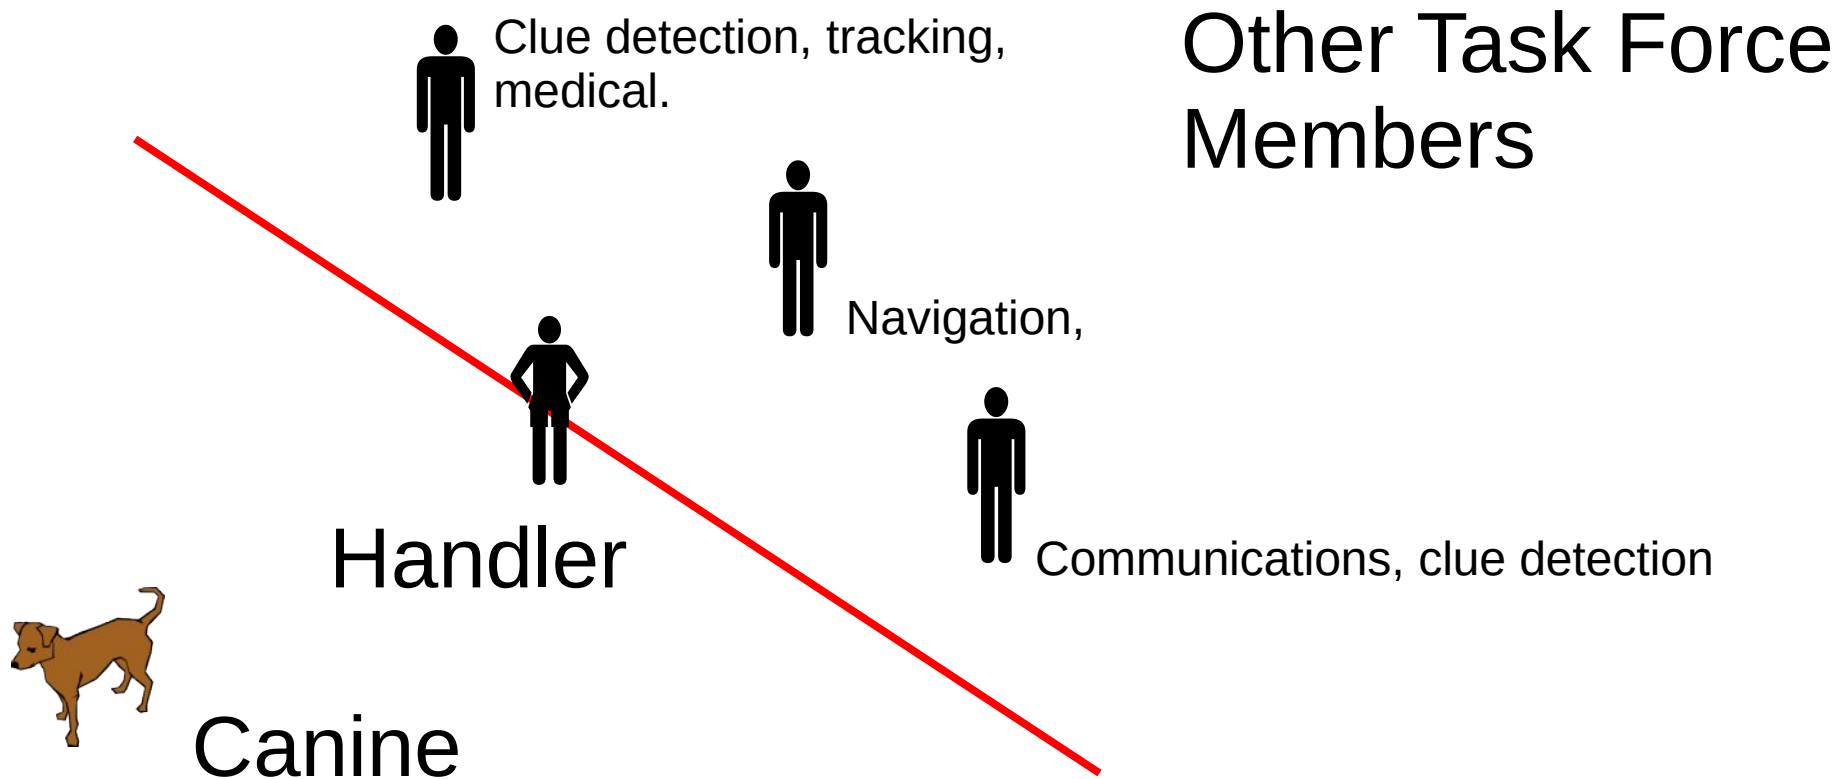 Clue detection, tracking,
medical.
Other Task Force
Members
Navigation,
Communications, clue detection
Handler
Canine